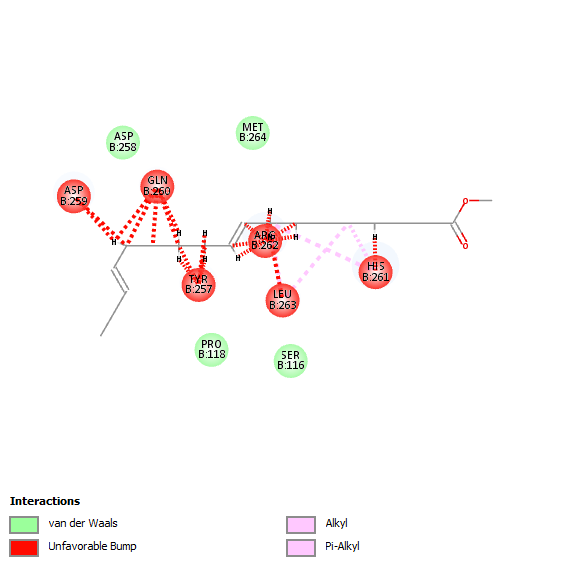 MET
B:264
ASP
B:258
GLN
B:260
ASP
B:259
O
H
H
H
H
H
ARG
B:262
H
H
O
H
H
H
TYR
B:257
HIS
B:261
LEU
B:263
PRO
B:118
SER
B:116
Interactions
van der Waals
Alkyl
Unfavorable Bump
Pi-Alkyl